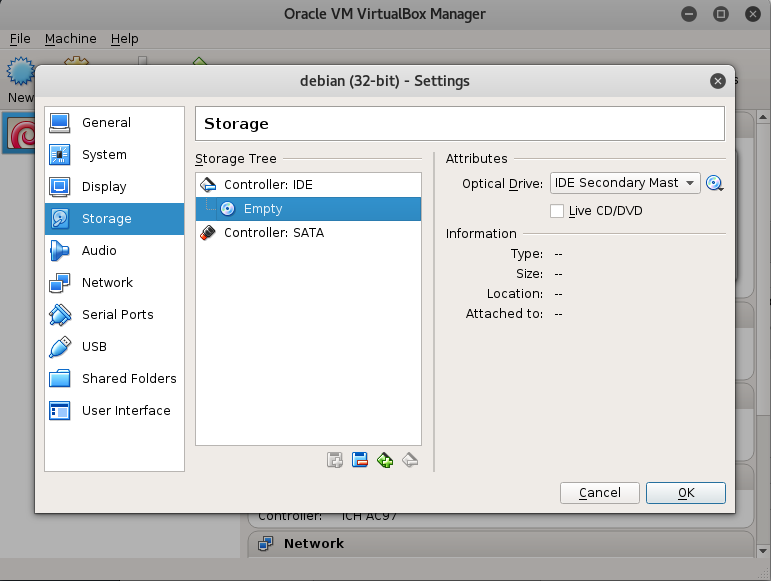 Oracle VM VirtualBox Manager
File Machine Help
New
debian (32-bit) - Settings
General
System
Display
Storage
Audio
Network
Serial Ports
USB
Shared Folders
User Interface
Storage
Storage Tree
Controller: IDE
Empty
Controller: SATA
Attributes
Optical Drive: IDE Secondary Mast
Live CD/DVD
Information
Type: --
Size: --
Location: --
Attached to: --
Cancel OK
Controller: ICH AC97
Network